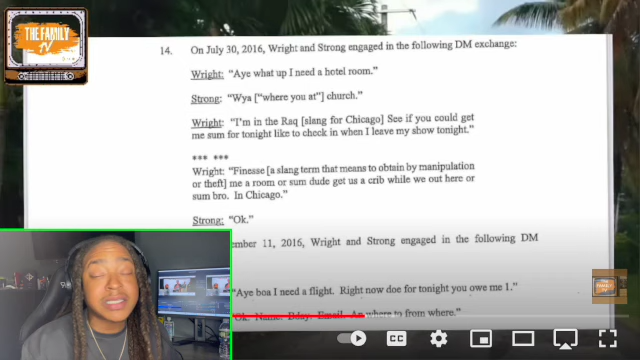 THE FAMILY
TV
14. On July 30, 2016, Wright and Strong engaged in the following DM exchange:
Wright: "Aye what up I need a hotel room."
Strong: "Wya ["where you at"] church."
Wright: "I'm in the Raq [slang for Chicago] See if you could get
me sum for tonight like to check in when I leave my show tonight."
*** ***
Wright: "Finesse [a slang term that means to obtain by manipulation
or theft] me a room or sum dude get us a crib while we out here or
sum bro. In Chicago."
Strong: "Ok."
ember 11, 2016, Wright and Strong engaged in the following DM
"Aye boa I need a flight. Right now doe for tonight you owe me 1."
"Ok. Name. Bday. Email. An where to from where."
CC